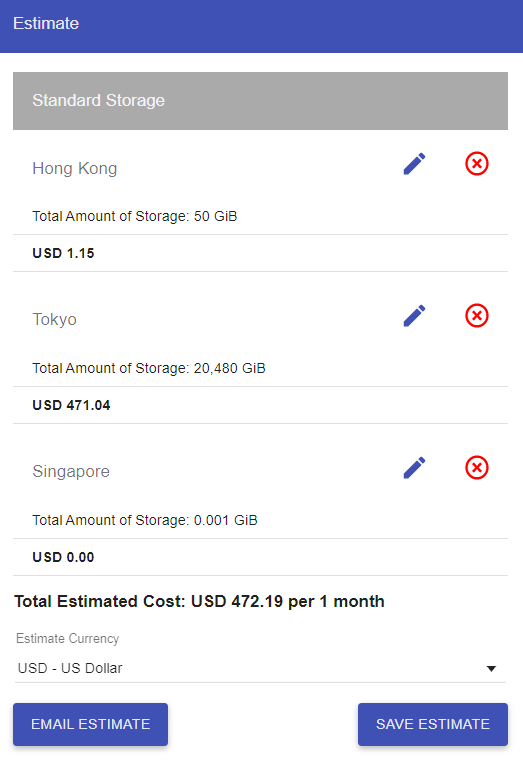 Estimate
Standard Storage
Hong Kong
Total Amount of Storage: 50 GiB
USD 1.15
Tokyo
Total Amount of Storage: 20,480 GiB
USD 471.04
Singapore
Total Amount of Storage: 0.001 GiB
USD 0.00
Total Estimated Cost: USD 472.19 per 1 month
Estimate Currency
USD - US Dollar
EMAIL ESTIMATE
SAVE ESTIMATE